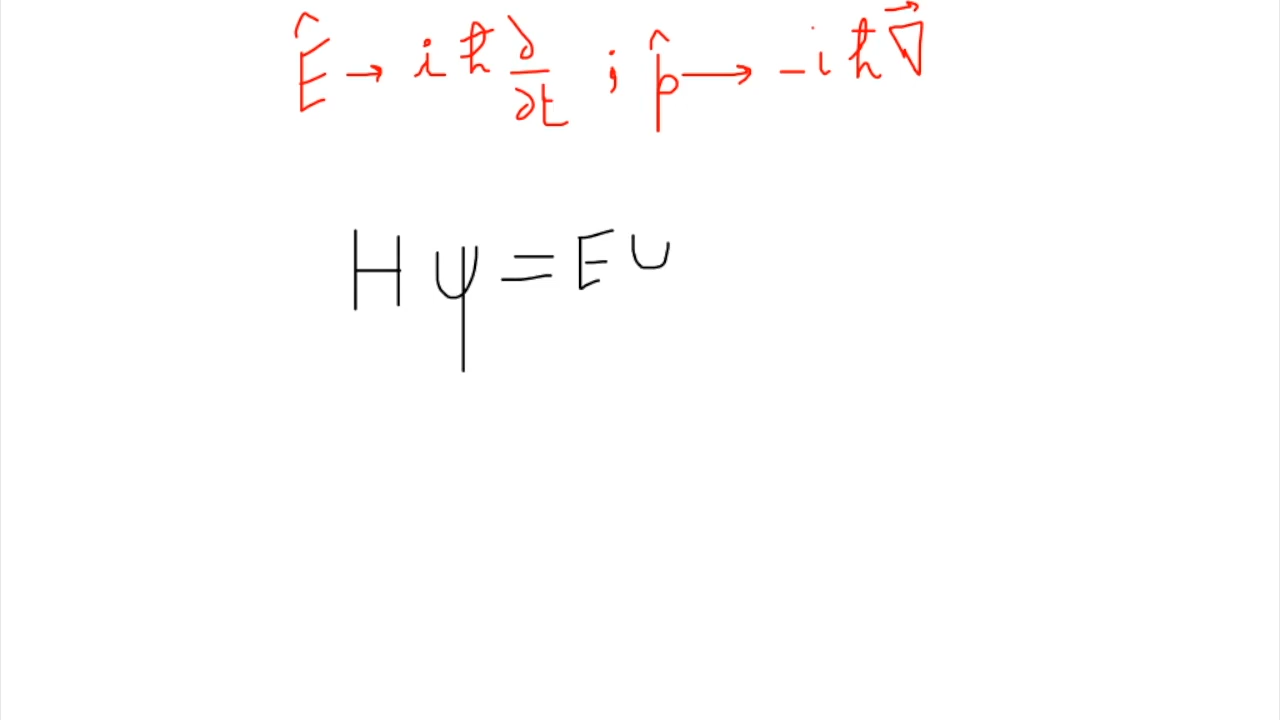 Ê → iħ ∂/∂t ; p̂ → -iħ∇⃗
Hψ = E ∪